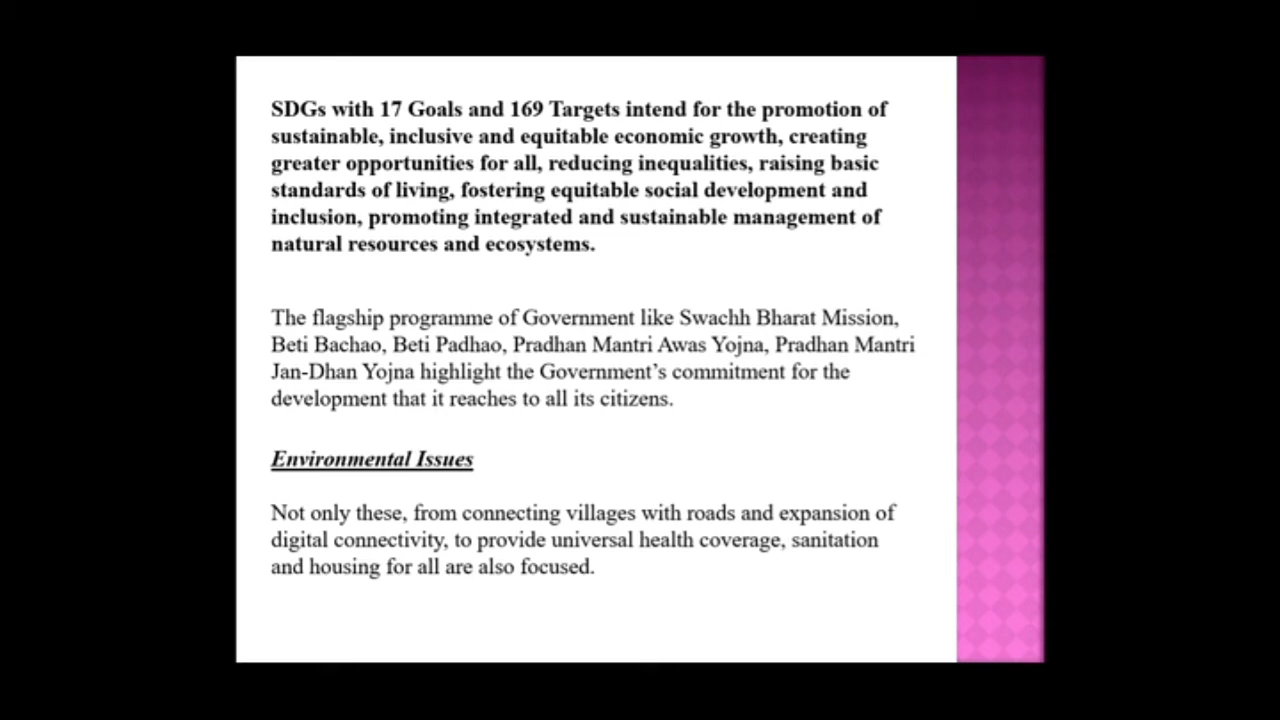 SDGs with 17 Goals and 169 Targets intend for the promotion of
sustainable, inclusive and equitable economic growth, creating
greater opportunities for all, reducing inequalities, raising basic
standards of living, fostering equitable social development and
inclusion, promoting integrated and sustainable management of
natural resources and ecosystems.
The flagship programme of Government like Swachh Bharat Mission,
Beti Bachao, Beti Padhao, Pradhan Mantri Awas Yojna, Pradhan Mantri
Jan-Dhan Yojna highlight the Government’s commitment for the
development that it reaches to all its citizens.
Environmental Issues
Not only these, from connecting villages with roads and expansion of
digital connectivity, to provide universal health coverage, sanitation
and housing for all are also focused.